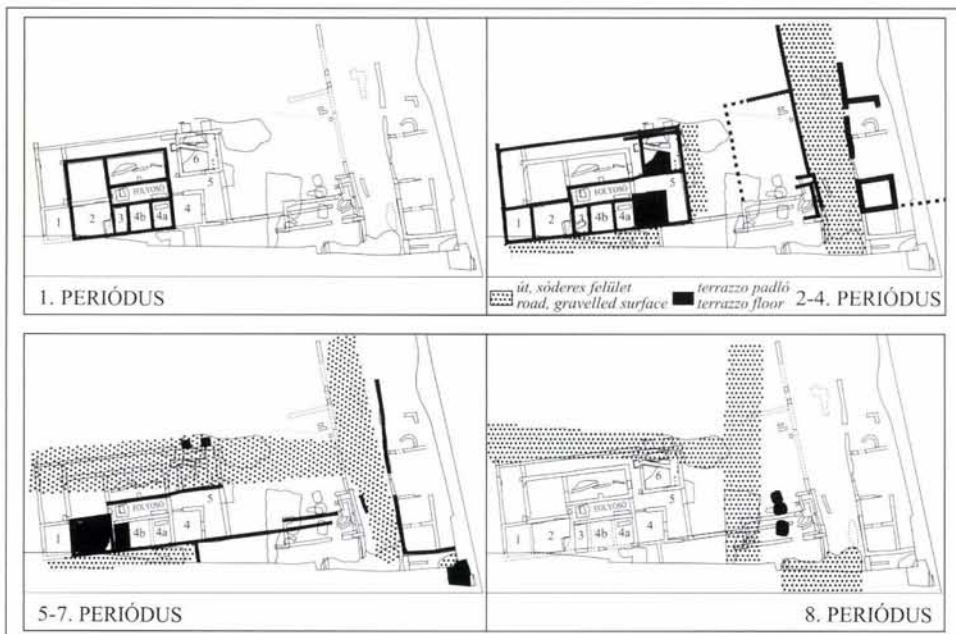 6
FOLYOSÓ
5
1
2
3
4b
4a
4
1. PERIÓDUS
6
FOLYOSÓ
5
1
2
3
4b
4a
út, sóderes felület
road, gravelled surface
terrazzo padló
terrazzo floor
2-4. PERIÓDUS
5
FOLYOSÓ
1
4b
4a
4
5-7. PERIÓDUS
6
5
FOLYOSÓ
1
2
3
4b
4a
4
8. PERIÓDUS